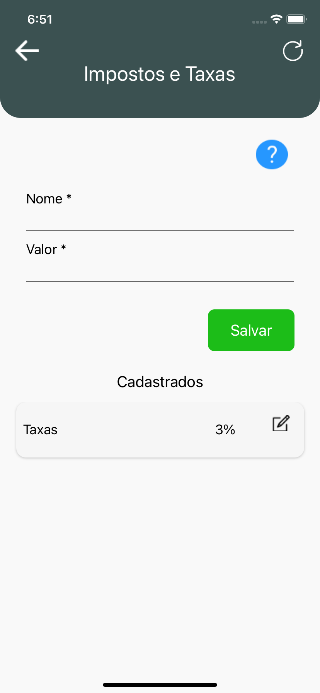 6:51
Impostos e Taxas
?
Nome *
Valor *
Salvar
Cadastrados
Taxas 3%